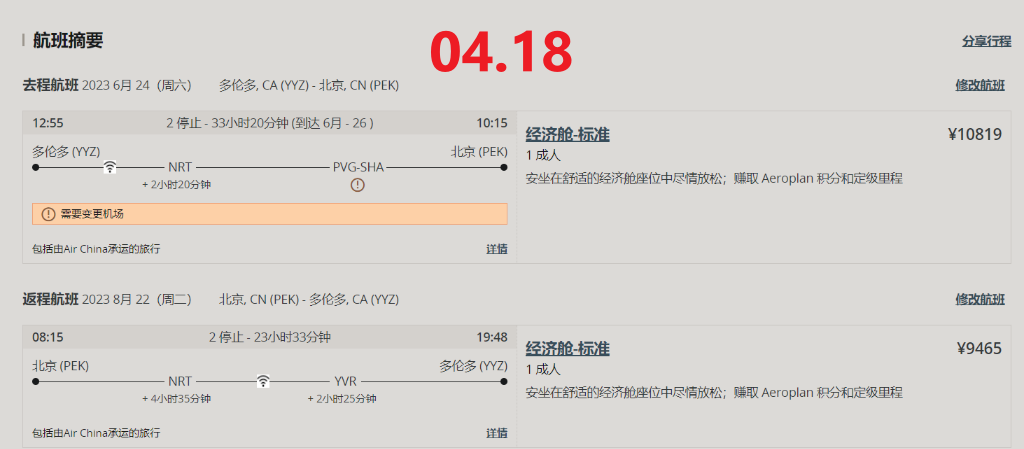 航班摘要
04.18
分享行程
去程航班 2023 6月 24（周六） 多伦多, CA (YYZ) - 北京, CN (PEK)
修改航班
12:55 2 停止 - 33小时20分钟 (到达 6月 - 26 ) 10:15
多伦多 (YYZ) 北京 (PEK)
NRT PVG-SHA
+ 2小时20分钟
需要变更机场
包括由Air China承运的旅行 详情
经济舱-标准 ¥10819
1 成人
安坐在舒适的经济舱座位中尽情放松；赚取 Aeroplan 积分和定级里程
返程航班 2023 8月 22（周二） 北京, CN (PEK) - 多伦多, CA (YYZ)
修改航班
08:15 2 停止 - 23小时33分钟 19:48
北京 (PEK) 多伦多 (YYZ)
NRT YVR
+ 4小时35分钟 + 2小时25分钟
包括由Air China承运的旅行 详情
经济舱-标准 ¥9465
1 成人
安坐在舒适的经济舱座位中尽情放松；赚取 Aeroplan 积分和定级里程